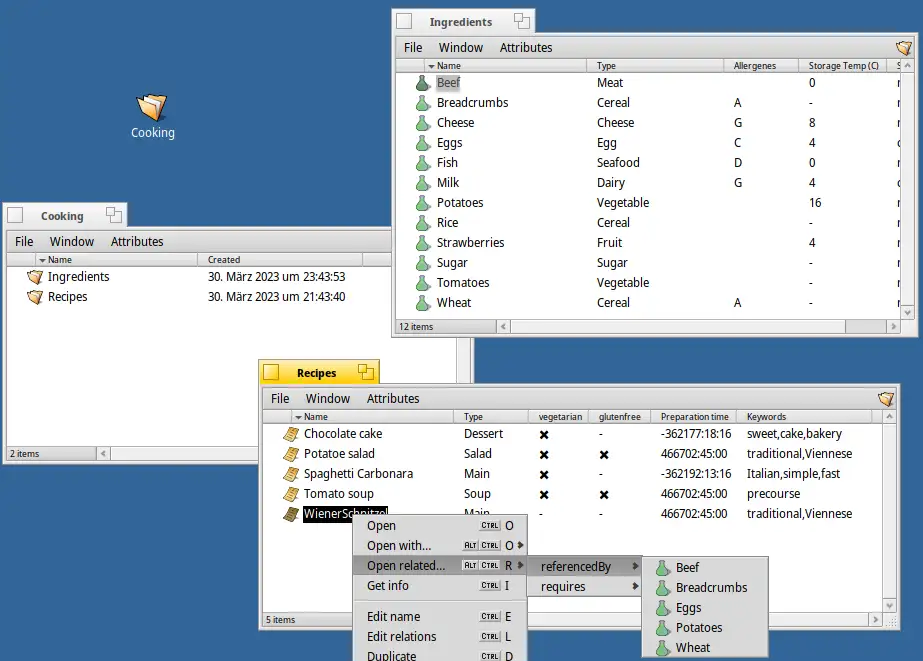 Ingredients
File Window Attributes
Name Type Allergenes Storage Temp (C)
Beef Meat 0
Breadcrumbs Cereal A -
Cheese Cheese G 8
Eggs Egg C 4
Fish Seafood D 0
Milk Dairy G 4
Potatoes Vegetable 16
Rice Cereal -
Strawberries Fruit 4
Sugar Sugar -
Tomatoes Vegetable -
Wheat Cereal A -
12 items
Cooking
Cooking
File Window Attributes
Name Created
Ingredients 30. März 2023 um 23:43:53
Recipes 30. März 2023 um 21:43:40
2 items
Recipes
File Window Attributes
Name Type vegetarian glutenfree Preparation time Keywords
Chocolate cake Dessert ✖ - -362177:18:16 sweet,cake,bakery
Potatoe salad Salad ✖ ✖ 466702:45:00 traditional,Viennese
Spaghetti Carbonara Main ✖ - -362192:13:16 Italian,simple,fast
Tomato soup Soup ✖ ✖ 466702:45:00 precourse
WienerSchnitzel Main - - 466702:45:00 traditional,Viennese
5 items
Open CTRL O
Open with... ALT CTRL O
Open related... ALT CTRL R
Get info CTRL I
Edit name CTRL E
Edit relations CTRL L
Duplicate CTRL D
referencedBy
requires
Beef
Breadcrumbs
Eggs
Potatoes
Wheat